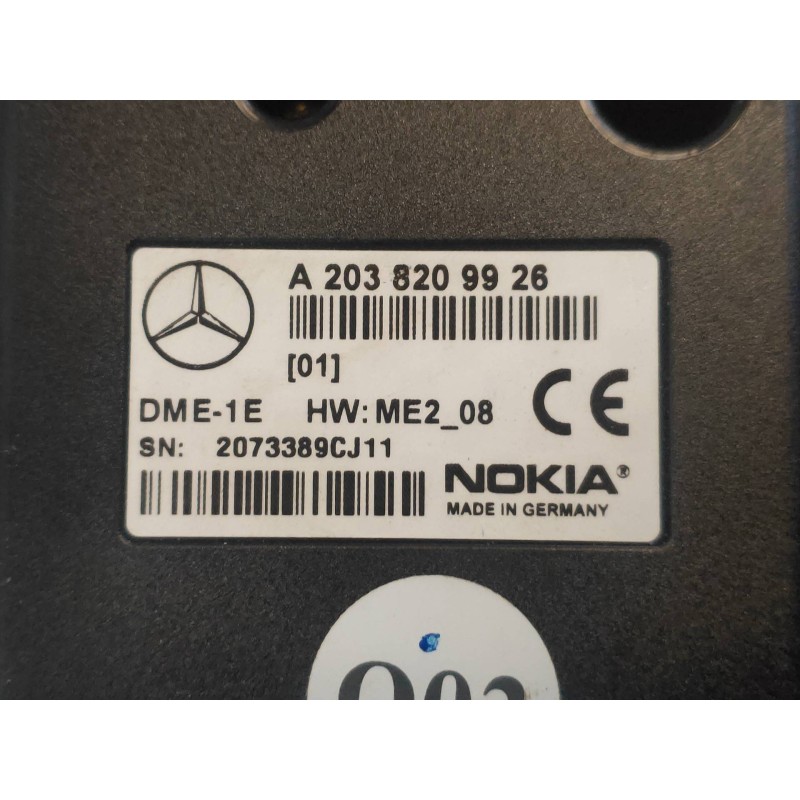 A 203 820 99 26
[01]
DME-1E HW: ME2_08
CE
SN: 2073389CJ11
NOKIA®
MADE IN GERMANY